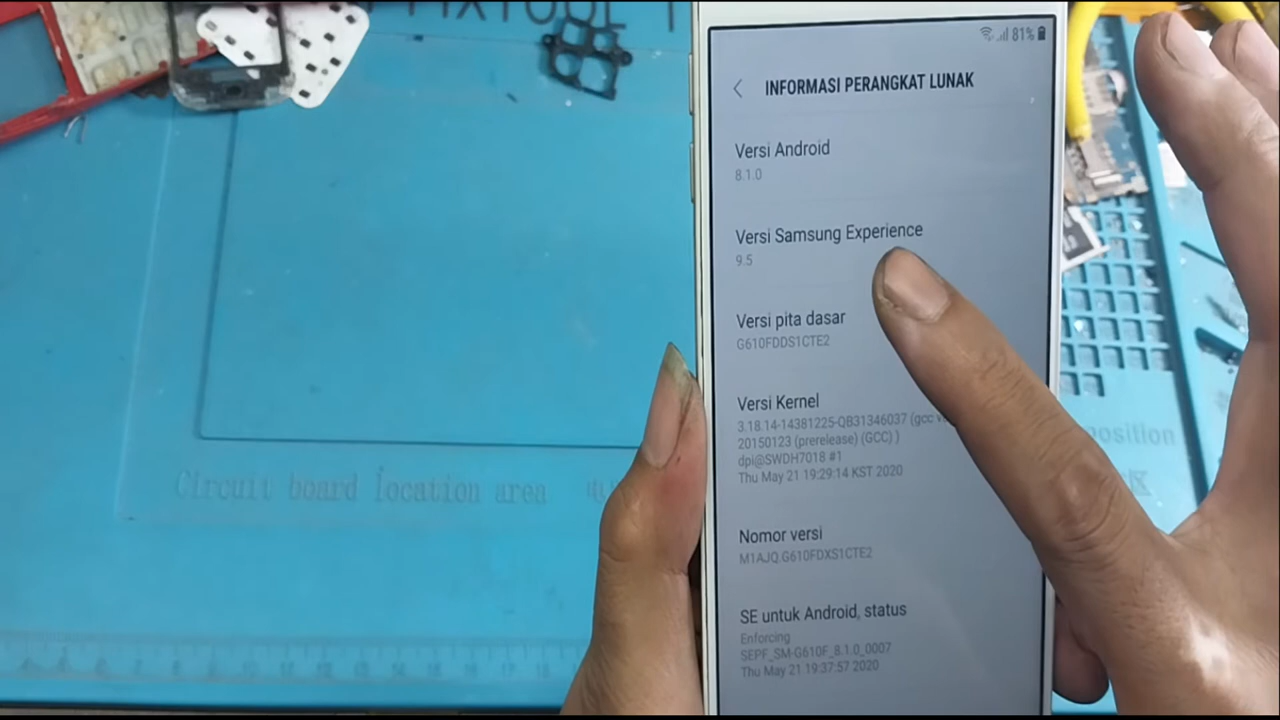 81%
INFORMASI PERANGKAT LUNAK
Versi Android
8.1.0
Versi Samsung Experience
9.5
Versi pita dasar
G610FDDS1CTE2
Versi Kernel
3.18.14-14381225-QB31346037 (gcc
20150123 (prerelease) (GCC) )
dpi@SWDH7018 #1
Thu May 21 19:29:14 KST 2020
Nomor versi
M1AJQ.G610FDXS1CTE2
SE untuk Android, status
Enforcing
SEPF_SM-G610F_8.1.0_0007
Thu May 21 19:37:57 2020
Circuit board location area
position